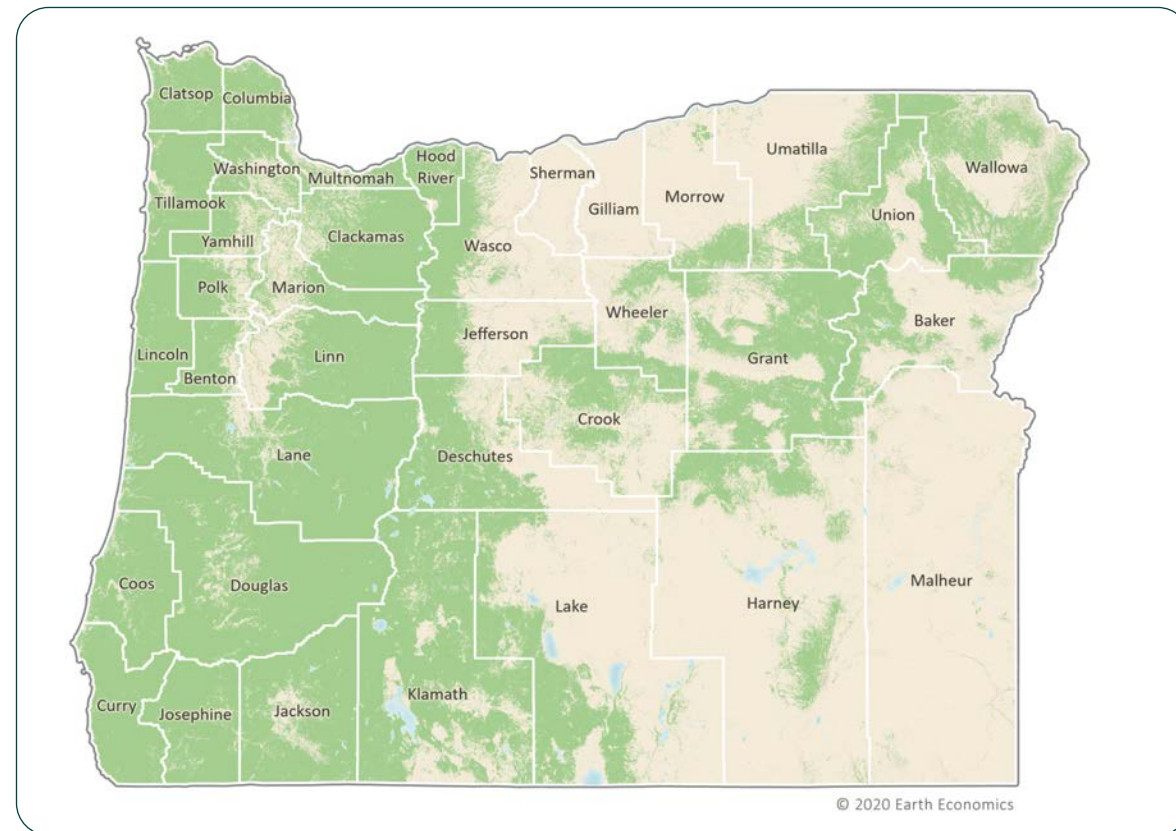 Clatsop
Columbia
Washington
Multnomah
Hood
River
Sherman
Umatilla
Wallowa
Tillamook
Gilliam
Morrow
Union
Yamhill
Clackamas
Wasco
Polk
Marion
Wheeler
Baker
Jefferson
Lincoln
Linn
Grant
Benton
Crook
Lane
Deschutes
Coos
Douglas
Lake
Harney
Malheur
Curry
Josephine
Jackson
Klamath
© 2020 Earth Economics